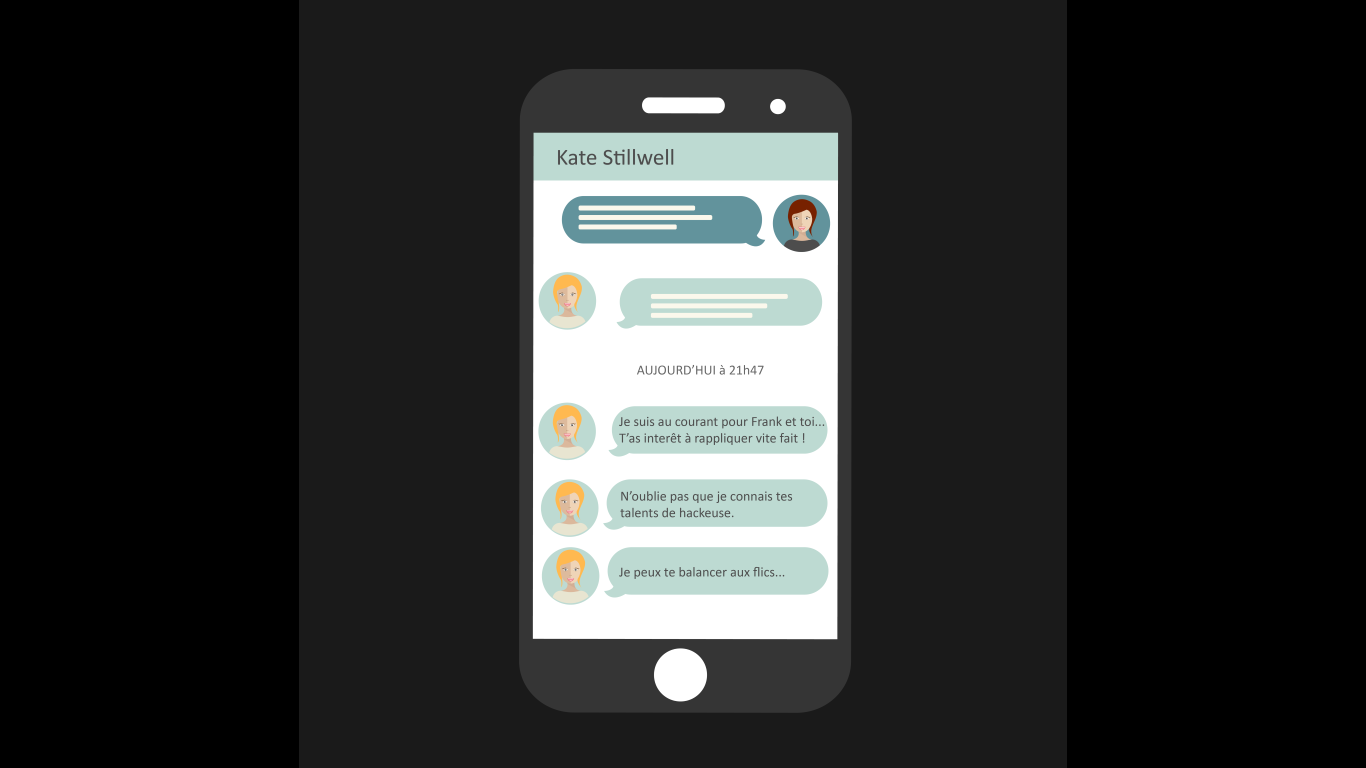 Kate Stillwell
AUJOURD’HUI à 21h47
Je suis au courant pour Frank et toi...
T’as interêt à rappliquer vite fait !
N’oublie pas que je connais tes
talents de hackeuse.
Je peux te balancer aux flics...